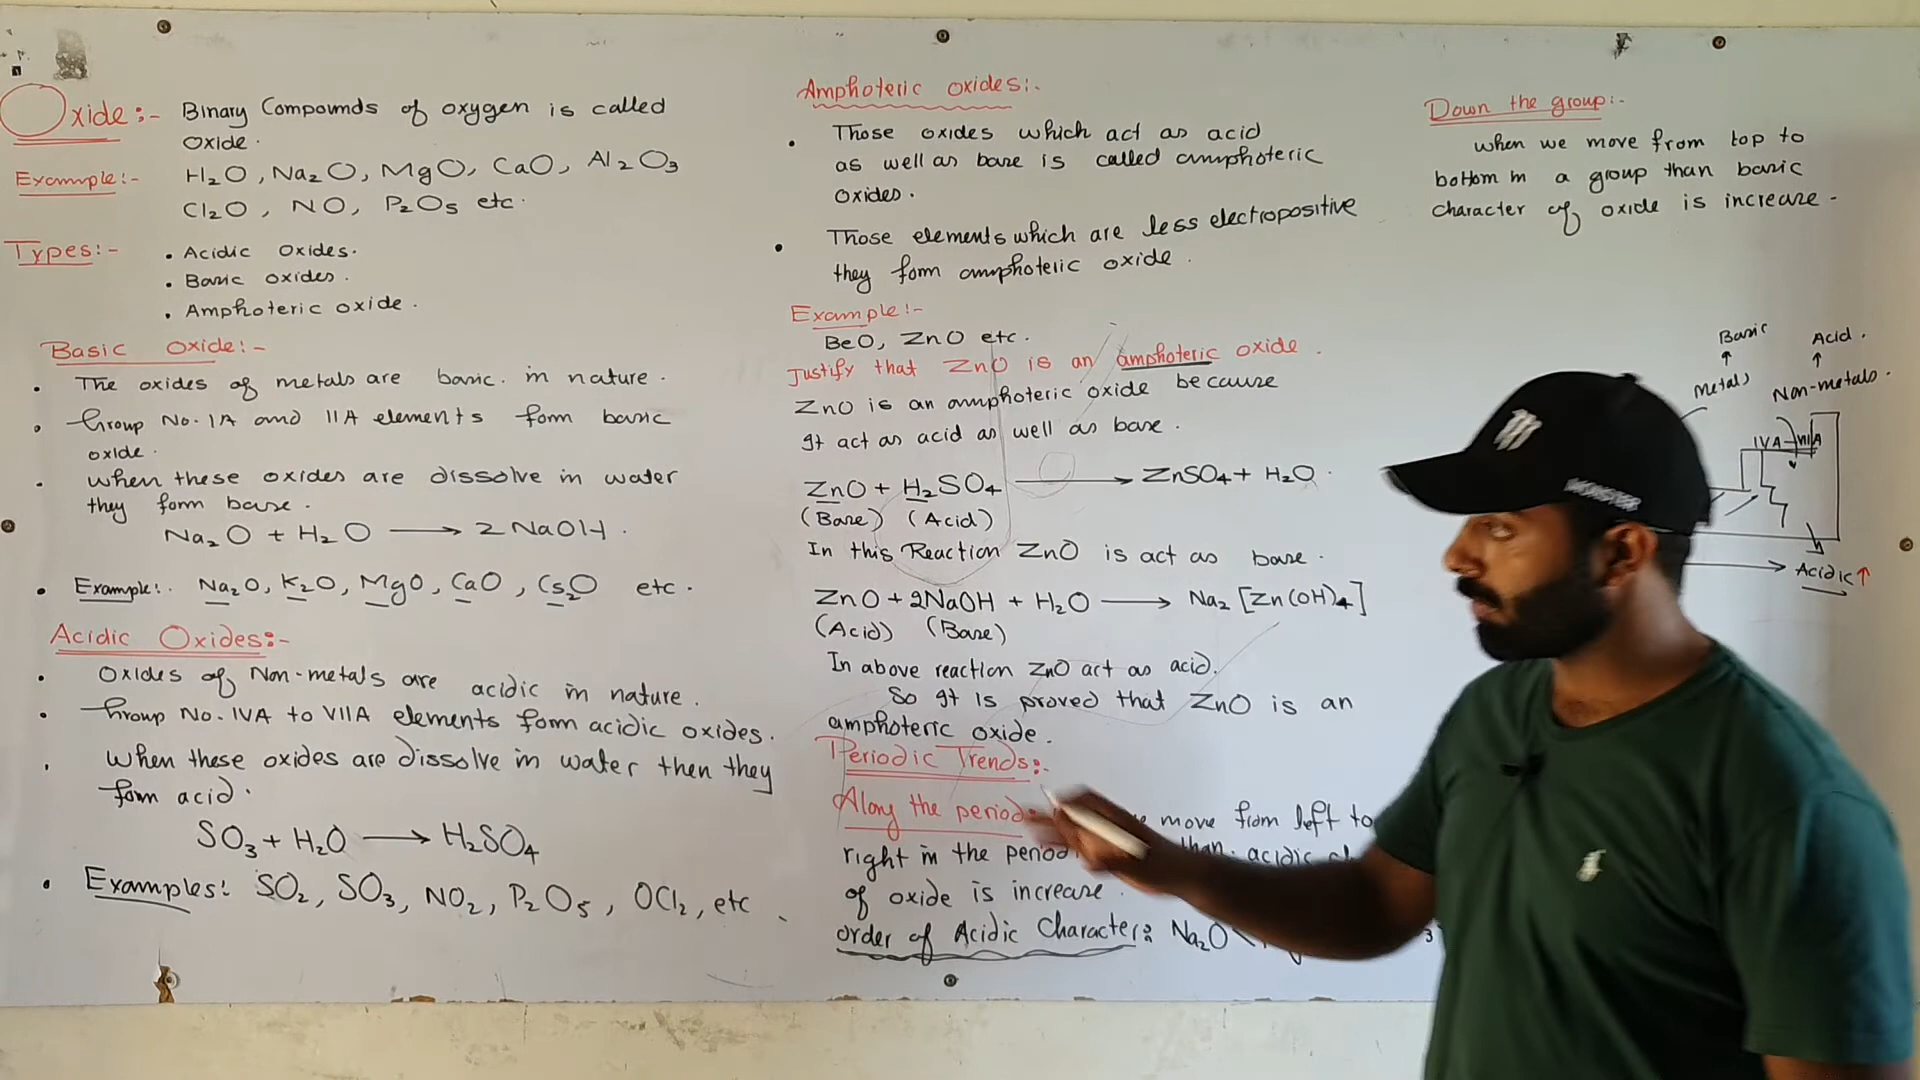 Oxide:- Binary Compounds of oxygen is called
oxide.
Example:- H₂O, Na₂O, MgO, CaO, Al₂O₃
Cl₂O, NO, P₂O₅ etc.
Types:- • Acidic oxides.
• Basic oxides.
• Amphoteric oxide.
Basic Oxide:-
• The oxides of metals are basic. in nature.
• Group No. IA and IIA elements form basic
oxide.
• when these oxides are dissolve in water
they form base.
Na₂O + H₂O → 2 NaOH.
• Example:. Na₂O, K₂O, MgO, CaO, Cs₂O etc.
Acidic Oxides:-
• Oxides of Non-metals are acidic in nature.
• Group No. IVA to VIIA elements form acidic oxides.
. When these oxides are dissolve in water then they
form acid.
SO₃ + H₂O → H₂SO₄
• Examples: SO₂, SO₃, NO₂, P₂O₅, OCl₂, etc
Amphoteric oxides:-
• Those oxides which act as acid
as well as base is called amphoteric
oxides.
• Those elements which are less electropositive
they form amphoteric oxide.
Example:-
BeO, ZnO etc.
Justify that ZnO is an amphoteric oxide.
ZnO is an amphoteric oxide because
It act as acid as well as base.
ZnO + H₂SO₄ → ZnSO₄ + H₂O.
(Base) (Acid)
In this Reaction ZnO is act as base.
ZnO + 2NaOH + H₂O → Na₂ [Zn(OH)₄]
(Acid) (Base)
In above reaction ZnO act as acid.
So It is proved that ZnO is an
amphoteric oxide.
Periodic Trends:-
Along the period: move from left to
right in the period than acidic
of oxide is increase.
order of Acidic Character: Na₂O <
Down the group:-
when we move from top to
bottom in a group than basic
character of oxide is increase.
Basic Acid.
Metals Non-metals.
IVA-VIIA
Acidic ↑
MONSTER